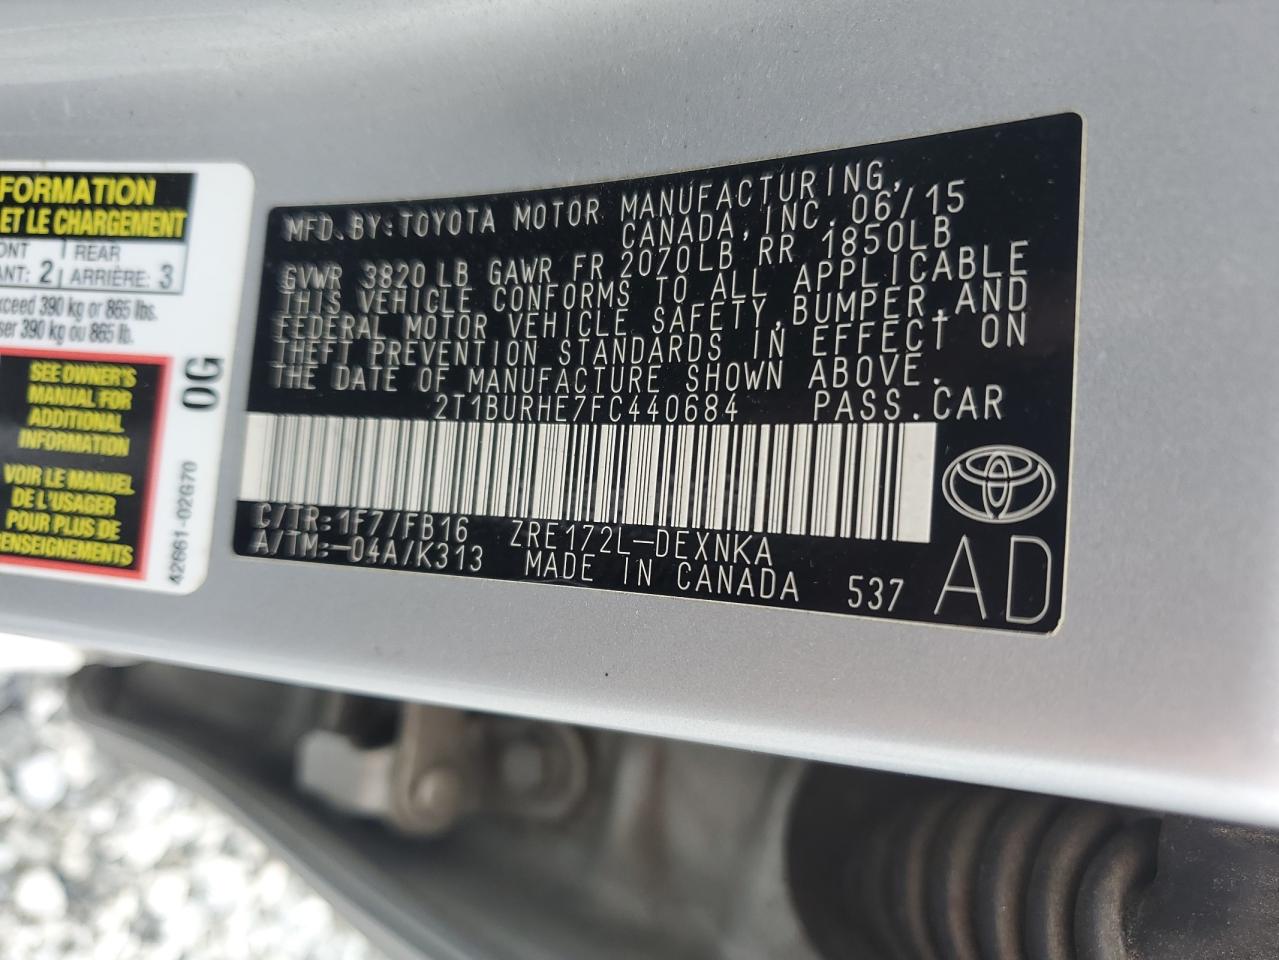 FORMATION
ET LE CHARGEMENT
REAR
ANT: 2 ARRIÈRE: 3
390 kg or 865 lbs.
390 kg ou 865 lb.
SEE OWNER'S
MANUAL FOR
ADDITIONAL
INFORMATION
VOIR LE MANUEL
DE L'USAGER
POUR PLUS DE
RENSEIGNEMENTS
0G
42661-02G70
MFD. BY: TOYOTA MOTOR MANUFACTURING,
CANADA, INC. 06/15
GVWR 3820 LB GAWR FR 2070LB RR 1850LB
THIS VEHICLE CONFORMS TO ALL APPLICABLE
FEDERAL MOTOR VEHICLE SAFETY, BUMPER, AND
THEFT PREVENTION STANDARDS IN EFFECT ON
THE DATE OF MANUFACTURE SHOWN ABOVE.
2T1BURHE7FC440684 PASS. CAR
C/TR: 1F7/FB16 ZRE172L-DEXNKA
A/TM: -04A/K313 MADE IN CANADA 537 AD